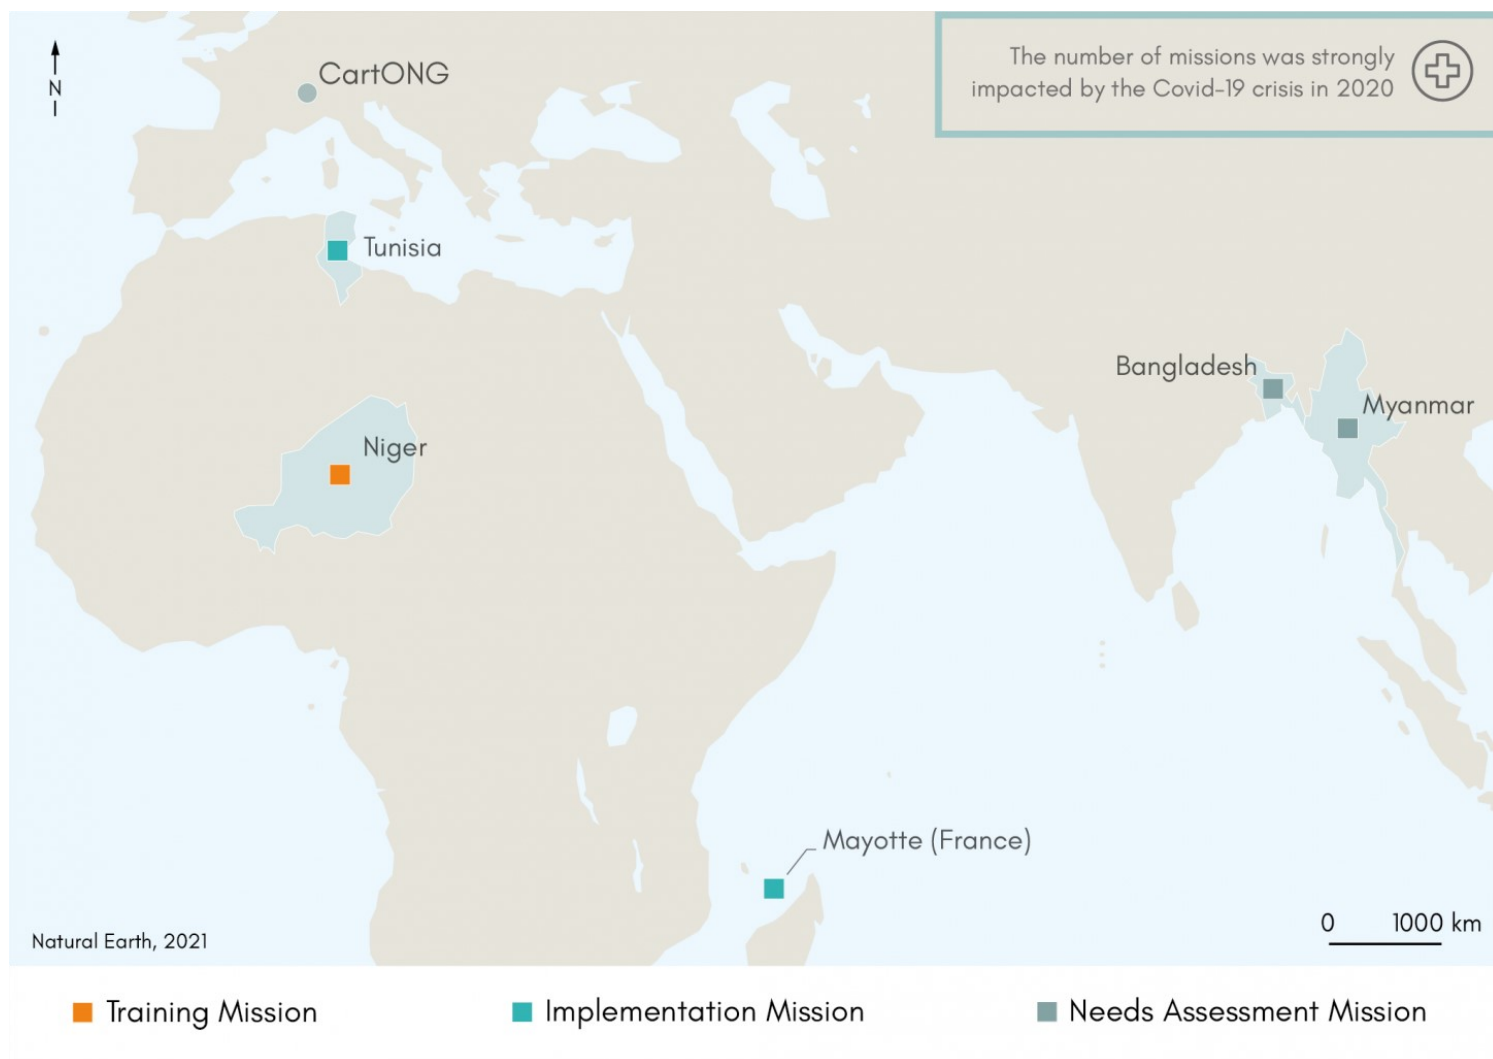 The number of missions was strongly
impacted by the Covid-19 crisis in 2020
N
CartONG
Tunisia
Bangladesh
Myanmar
Niger
Mayotte (France)
0 1000 km
Natural Earth, 2021
Training Mission
Implementation Mission
Needs Assessment Mission